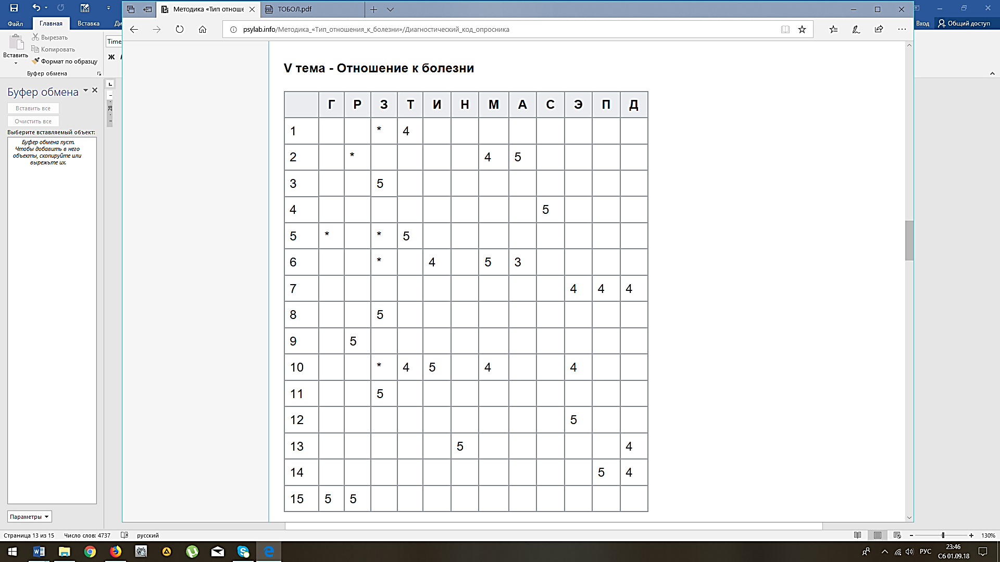 Методика «Тип отноше
ТОБОЛ.pdf
Файл
Главная
Вставка
Ди
Вход
Общий доступ
psylab.info/Методика_«Тип_отношения_к_болезни»/Диагностический_код_опросника
Вставить
Вырезать
Копировать
Формат по образцу
Буфер обмена
Time
Ж
Буфер обмена
Вставить все
Очистить все
Выберите вставляемый объект:
Буфер обмена пуст.
Чтобы добавить в него
объекты, скопируйте или
вырежьте их.
Параметры
28
V тема - Отношение к болезни
Г Р З Т И Н М А С Э П Д
1 * 4
2 * 4 5
3 5
4 5
5 * * 5
6 * 4 5 3
7 4 4 4
8 5
9 5
10 * 4 5 4 4
11 5
12 5
13 5 4
14 5 4
15 5 5
Страница 13 из 15 Число слов: 4737 русский
130%
РУС
23:46
Сб 01.09.18